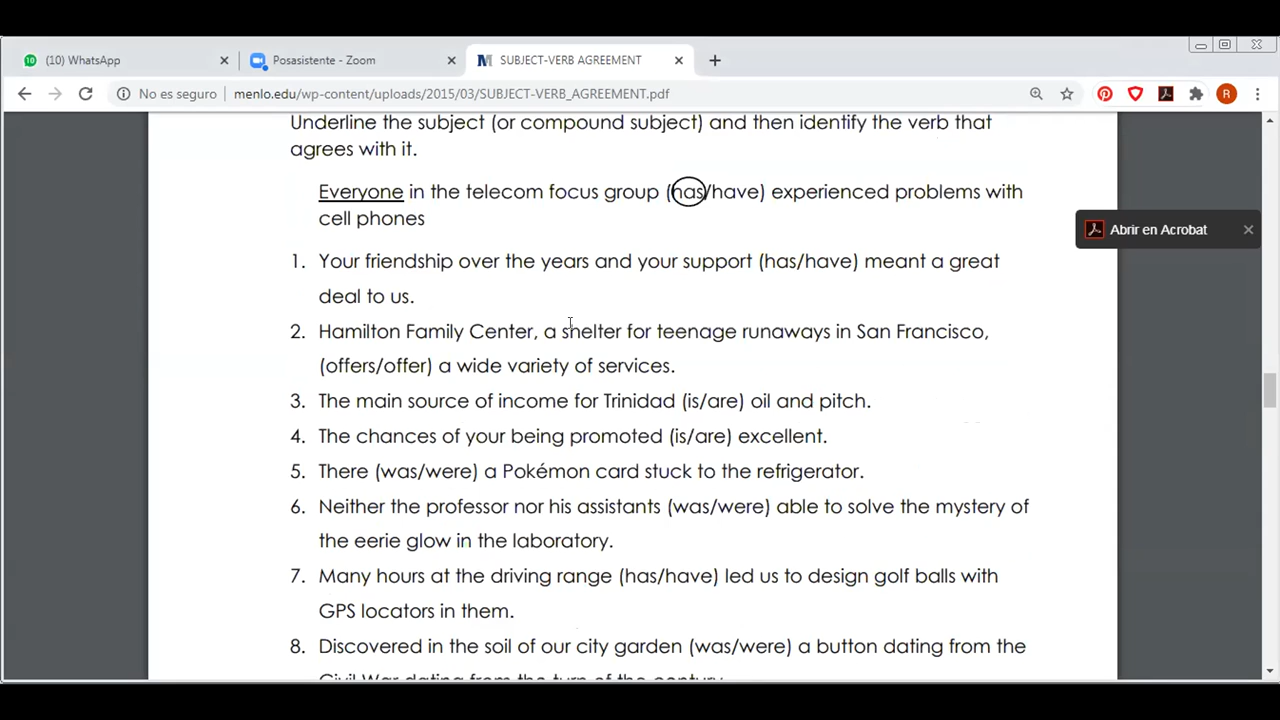 (10) WhatsApp
Posasistente - Zoom
SUBJECT-VERB AGREEMENT
No es seguro
menlo.edu/wp-content/uploads/2015/03/SUBJECT-VERB_AGREEMENT.pdf
R
Underline the subject (or compound subject) and then identify the verb that
agrees with it.
Everyone in the telecom focus group (has/have) experienced problems with
cell phones
Abrir en Acrobat
1. Your friendship over the years and your support (has/have) meant a great
deal to us.
2. Hamilton Family Center, a shelter for teenage runaways in San Francisco,
(offers/offer) a wide variety of services.
3. The main source of income for Trinidad (is/are) oil and pitch.
4. The chances of your being promoted (is/are) excellent.
5. There (was/were) a Pokémon card stuck to the refrigerator.
6. Neither the professor nor his assistants (was/were) able to solve the mystery of
the eerie glow in the laboratory.
7. Many hours at the driving range (has/have) led us to design golf balls with
GPS locators in them.
8. Discovered in the soil of our city garden (was/were) a button dating from the
Civil War dating from the turn of the century.